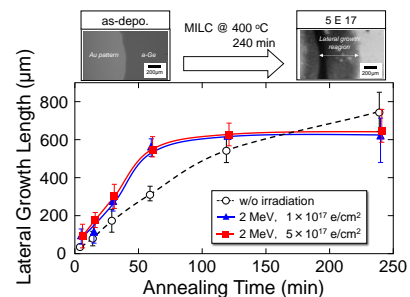 as-depo.
MILC @ 400 ºC
240 min
5 E 17
Au pattern
a-Ge
200μm
Lateral growth
reagion
200μm
Lateral Growth Length (μm)
800
600
400
200
0
w/o irradiation
2 MeV, 1×10¹⁷ e/cm²
2 MeV, 5×10¹⁷ e/cm²
0 50 100 150 200 250
Annealing Time (min)